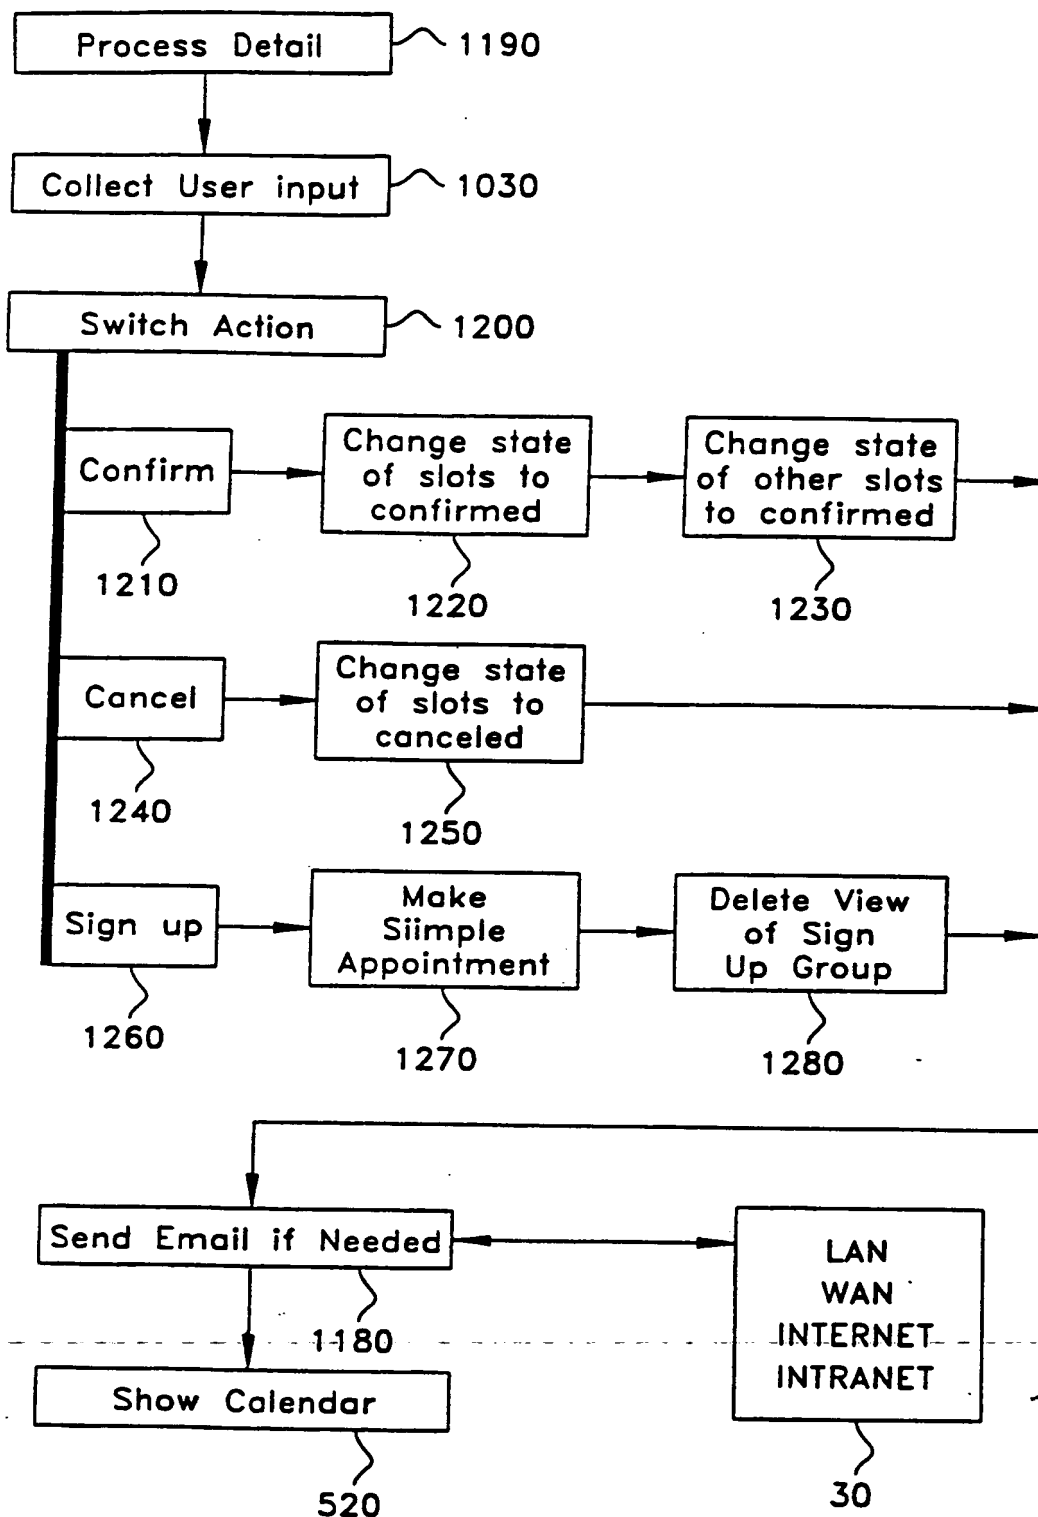 Process Detail
1190
Collect User input
1030
Switch Action
1200
Confirm
1210
Change state
of slots to
confirmed
1220
Change state
of other slots
to confirmed
1230
Cancel
1240
Change state
of slots to
canceled
1250
Sign up
1260
Make
Siimple
Appointment
1270
Delete View
of Sign
Up Group
1280
Send Email if Needed
1180
LAN
WAN
INTERNET
INTRANET
30
Show Calendar
520